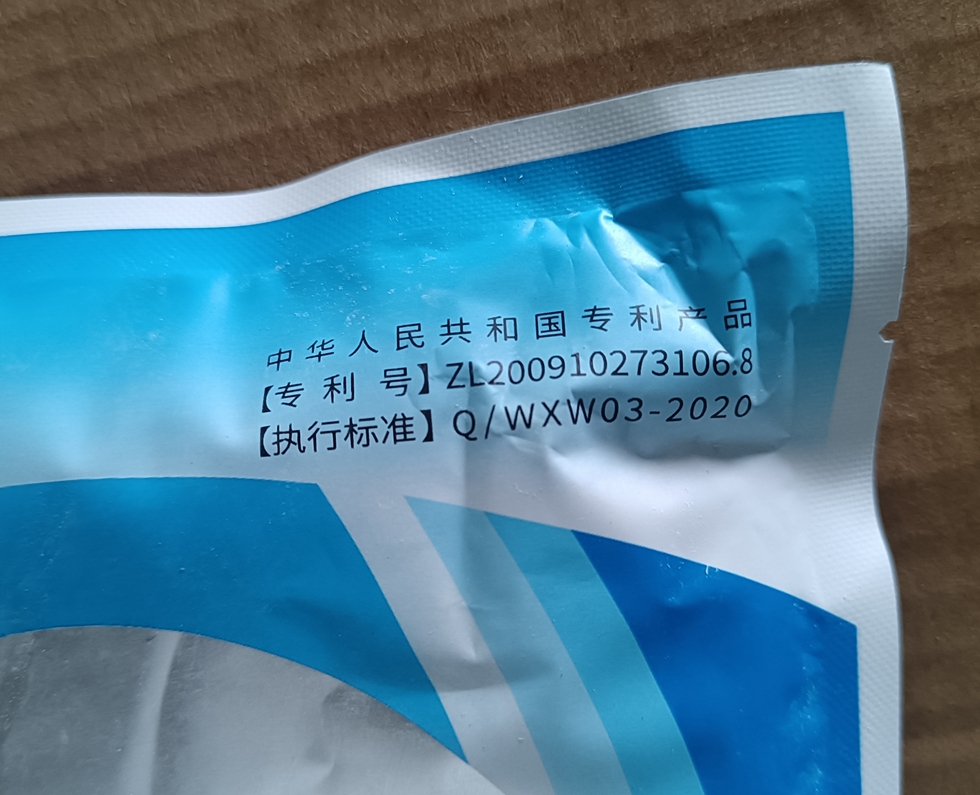 中华人民共和国专利产品
【专利号】ZL200910273106.8
【执行标准】Q/WXW03-2020